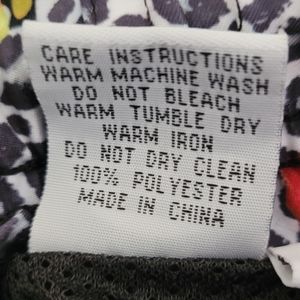 CARE INSTRUCTIONS
WARM MACHINE WASH
DO NOT BLEACH
WARM TUMBLE DRY
WARM IRON
DO NOT DRY CLEAN
100% POLYESTER
MADE IN CHINA